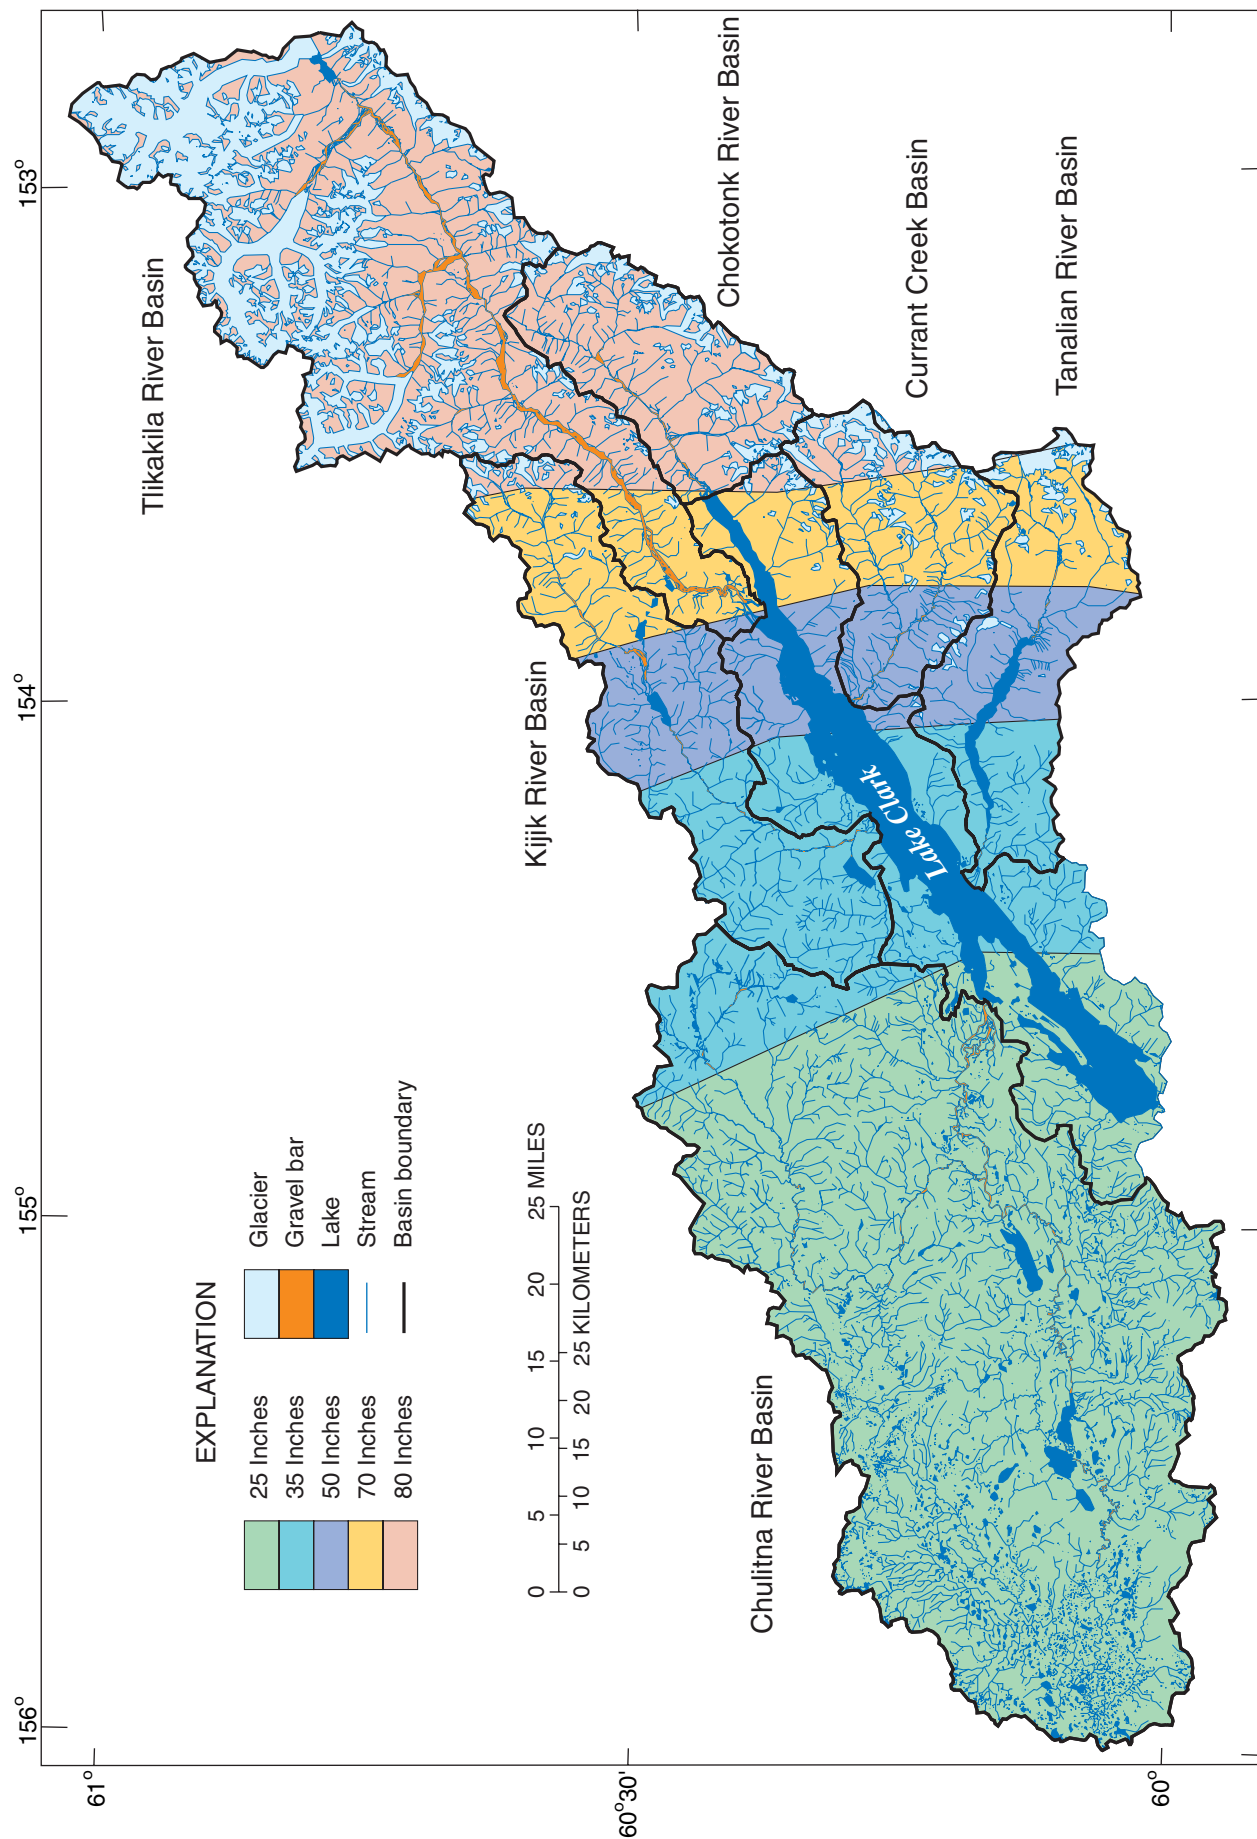 156°
155°
154°
153°
61°
60°30'
60°
Tlikakila River Basin
Kijik River Basin
Chulitna River Basin
Chokotonk River Basin
Currant Creek Basin
Tanalian River Basin
Lake Clark
EXPLANATION
25 Inches
35 Inches
50 Inches
70 Inches
80 Inches
Glacier
Gravel bar
Lake
Stream
Basin boundary
0 5 10 15 20 25 MILES
0 5 10 15 20 25 KILOMETERS